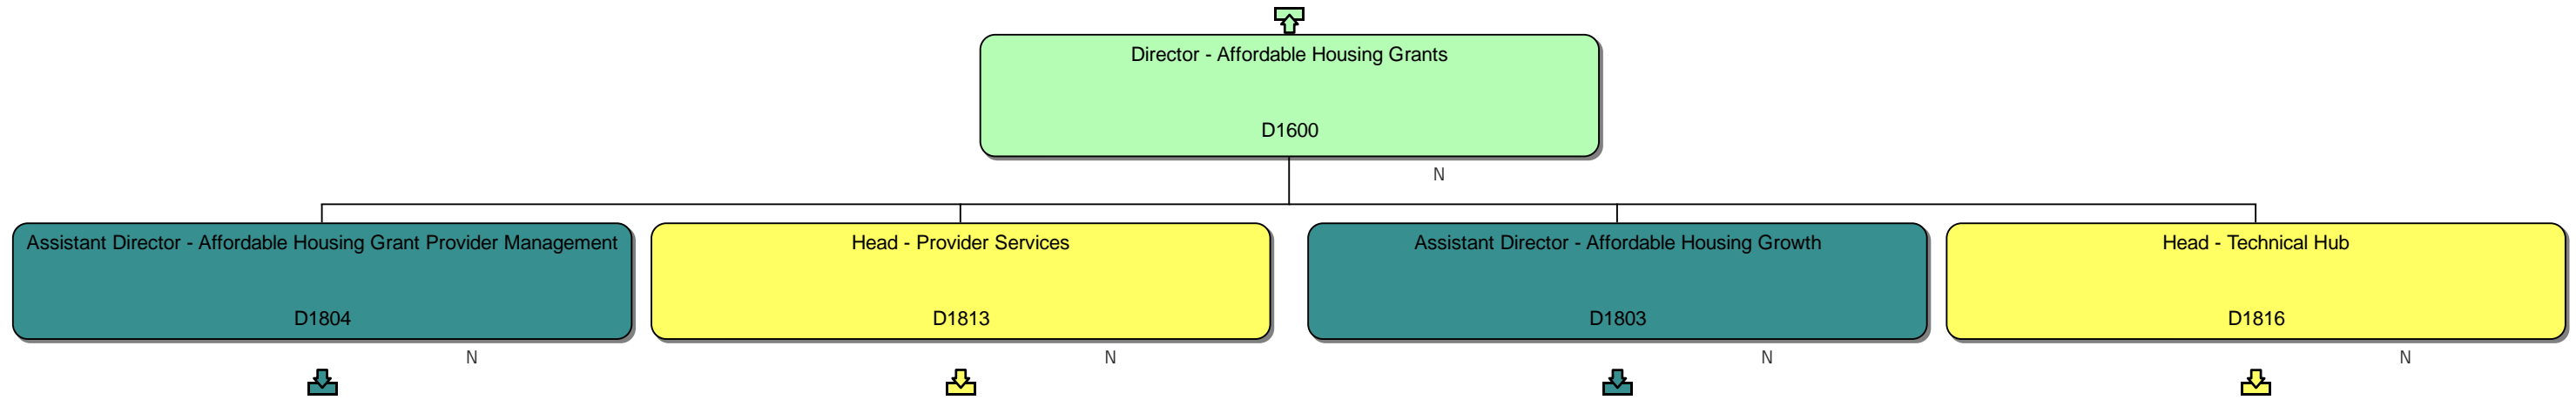 Director - Affordable Housing Grants
D1600
N
Assistant Director - Affordable Housing Grant Provider Management
D1804
N
Head - Provider Services
D1813
N
Assistant Director - Affordable Housing Growth
D1803
N
Head - Technical Hub
D1816
N